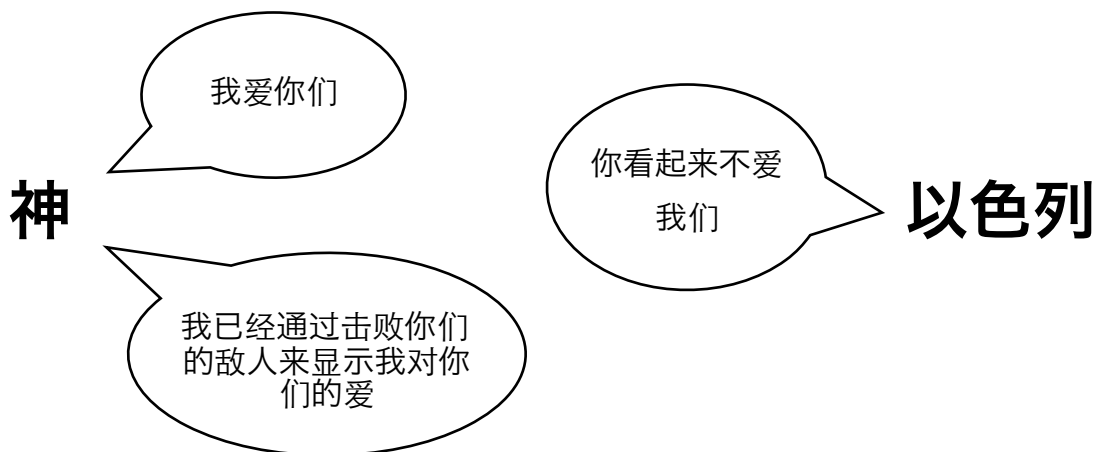 我爱你们
你看起来不爱
我们
神
以色列
我已经通过击败你们
的敌人来显示我对你
们的爱